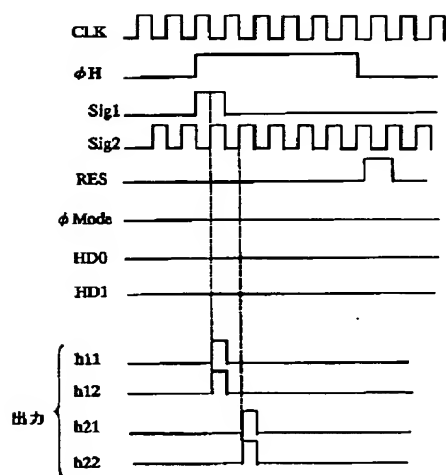 CLK
φH
Sig1
Sig2
RES
φMode
HD0
HD1
出力
h11
h12
h21
h22